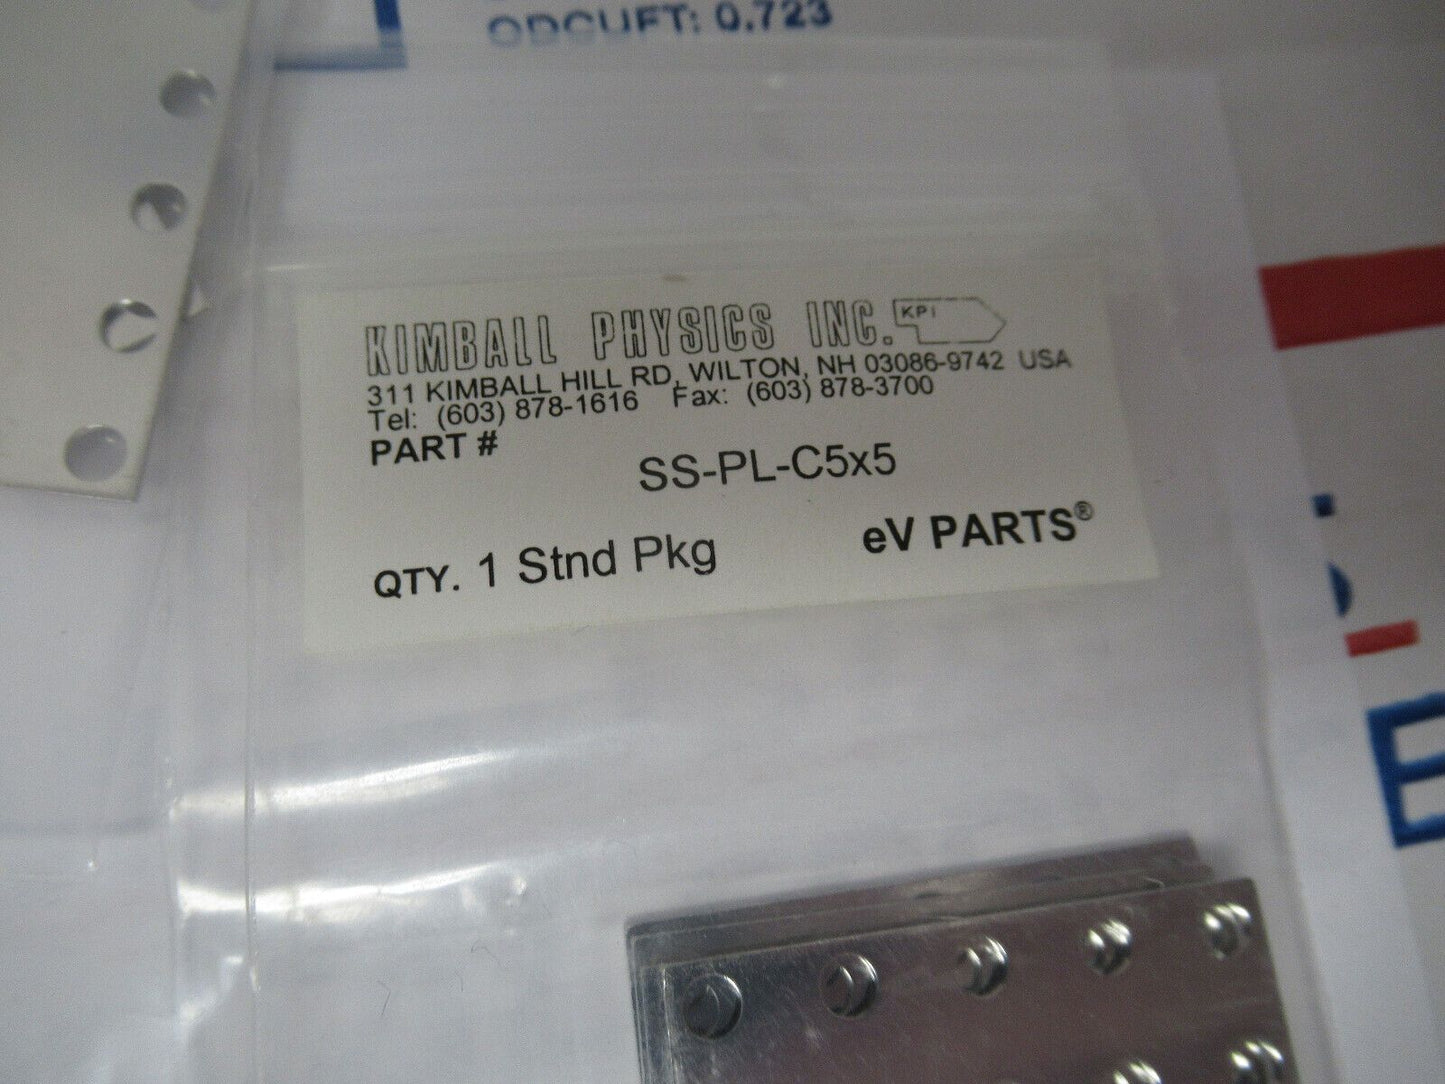 ODCUFT: 0.723
KIMBALL PHYSICS INC. KPI
311 KIMBALL HILL RD, WILTON, NH 03086-9742 USA
Tel: (603) 878-1616 Fax: (603) 878-3700
PART #
SS-PL-C5x5
QTY. 1 Stnd Pkg eV PARTS®